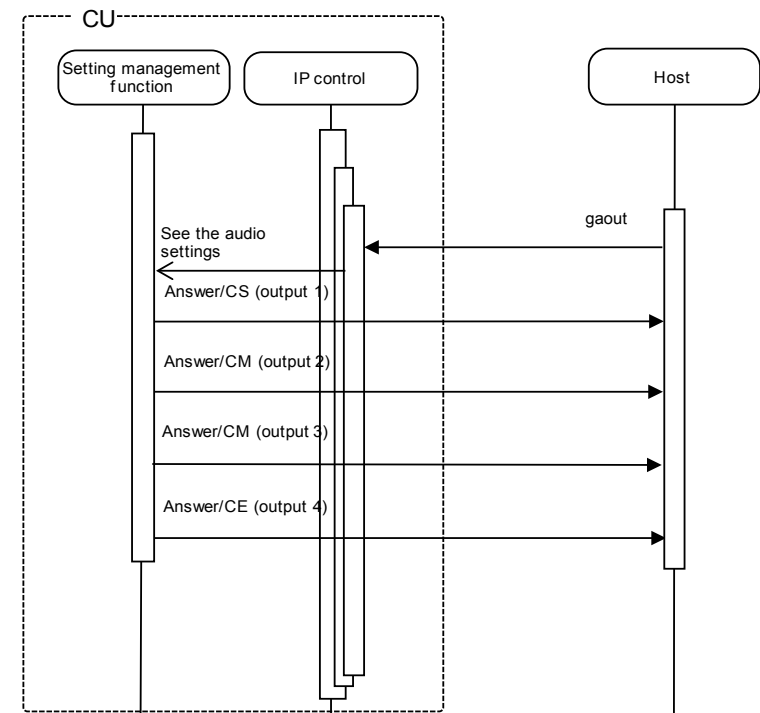 CU
Setting management
function
IP control
Host
gaout
See the audio
settings
Answer/CS (output 1)
Answer/CM (output 2)
Answer/CM (output 3)
Answer/CE (output 4)